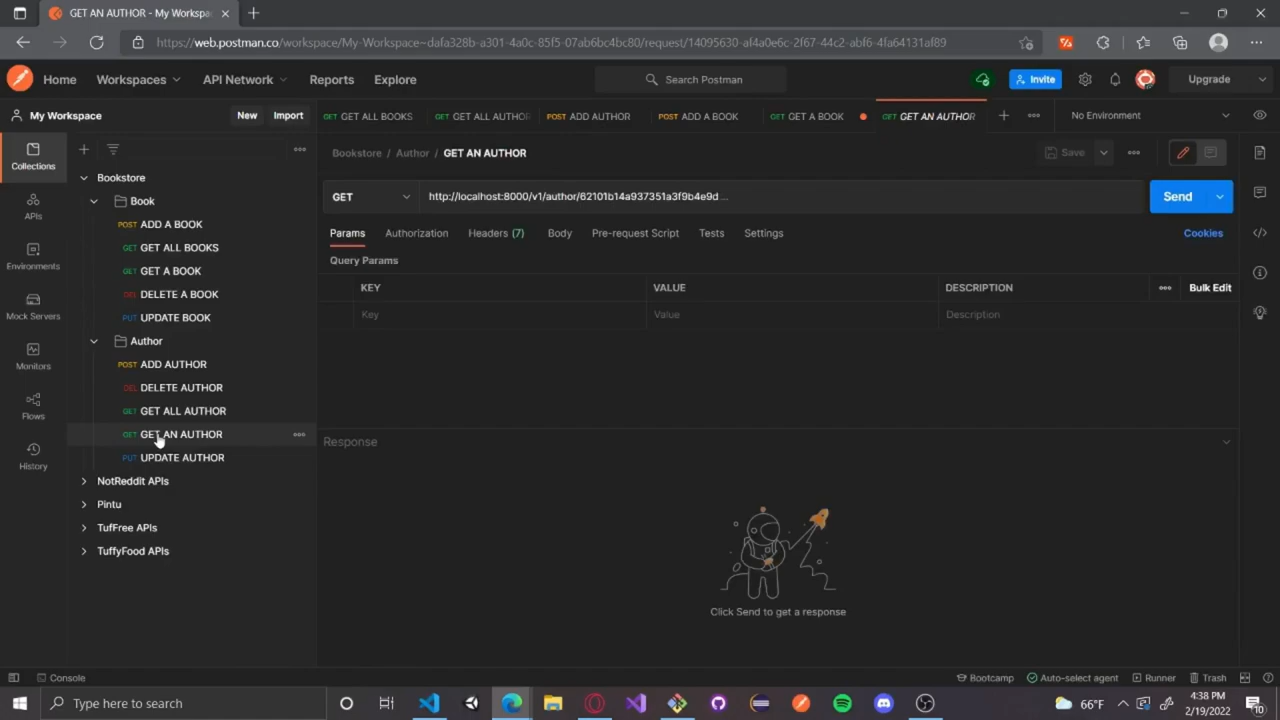 GET AN AUTHOR - My Workspa
https://web.postman.co/workspace/My-Workspace~dafa328b-a301-4a0c-85f5-07ab6bc4bc80/request/14095630-af4a0e6c-2f67-44c2-abf6-4fa64131af89
Home Workspaces API Network Reports Explore Search Postman Invite Upgrade
My Workspace New Import GET GET ALL BOOKS GET GET ALL AUTHOR POST ADD AUTHOR POST ADD A BOOK GET GET A BOOK GET GET AN AUTHOR No Environment
Collections
APIs
Environments
Mock Servers
Monitors
Flows
History
Bookstore
Book
POST ADD A BOOK
GET GET ALL BOOKS
GET GET A BOOK
DEL DELETE A BOOK
PUT UPDATE BOOK
Author
POST ADD AUTHOR
DEL DELETE AUTHOR
GET GET ALL AUTHOR
GET GET AN AUTHOR
PUT UPDATE AUTHOR
NotReddit APIs
Pintu
TufFree APIs
TuffyFood APIs
Bookstore / Author / GET AN AUTHOR Save
GET http://localhost:8000/v1/author/62101b14a937351a3f9b4e9d ... Send
Params Authorization Headers (7) Body Pre-request Script Tests Settings Cookies
Query Params
KEY VALUE DESCRIPTION Bulk Edit
Key Value Description
Response
Click Send to get a response
Console Bootcamp Auto-select agent Runner Trash
Type here to search 66°F 4:38 PM
2/19/2022 10